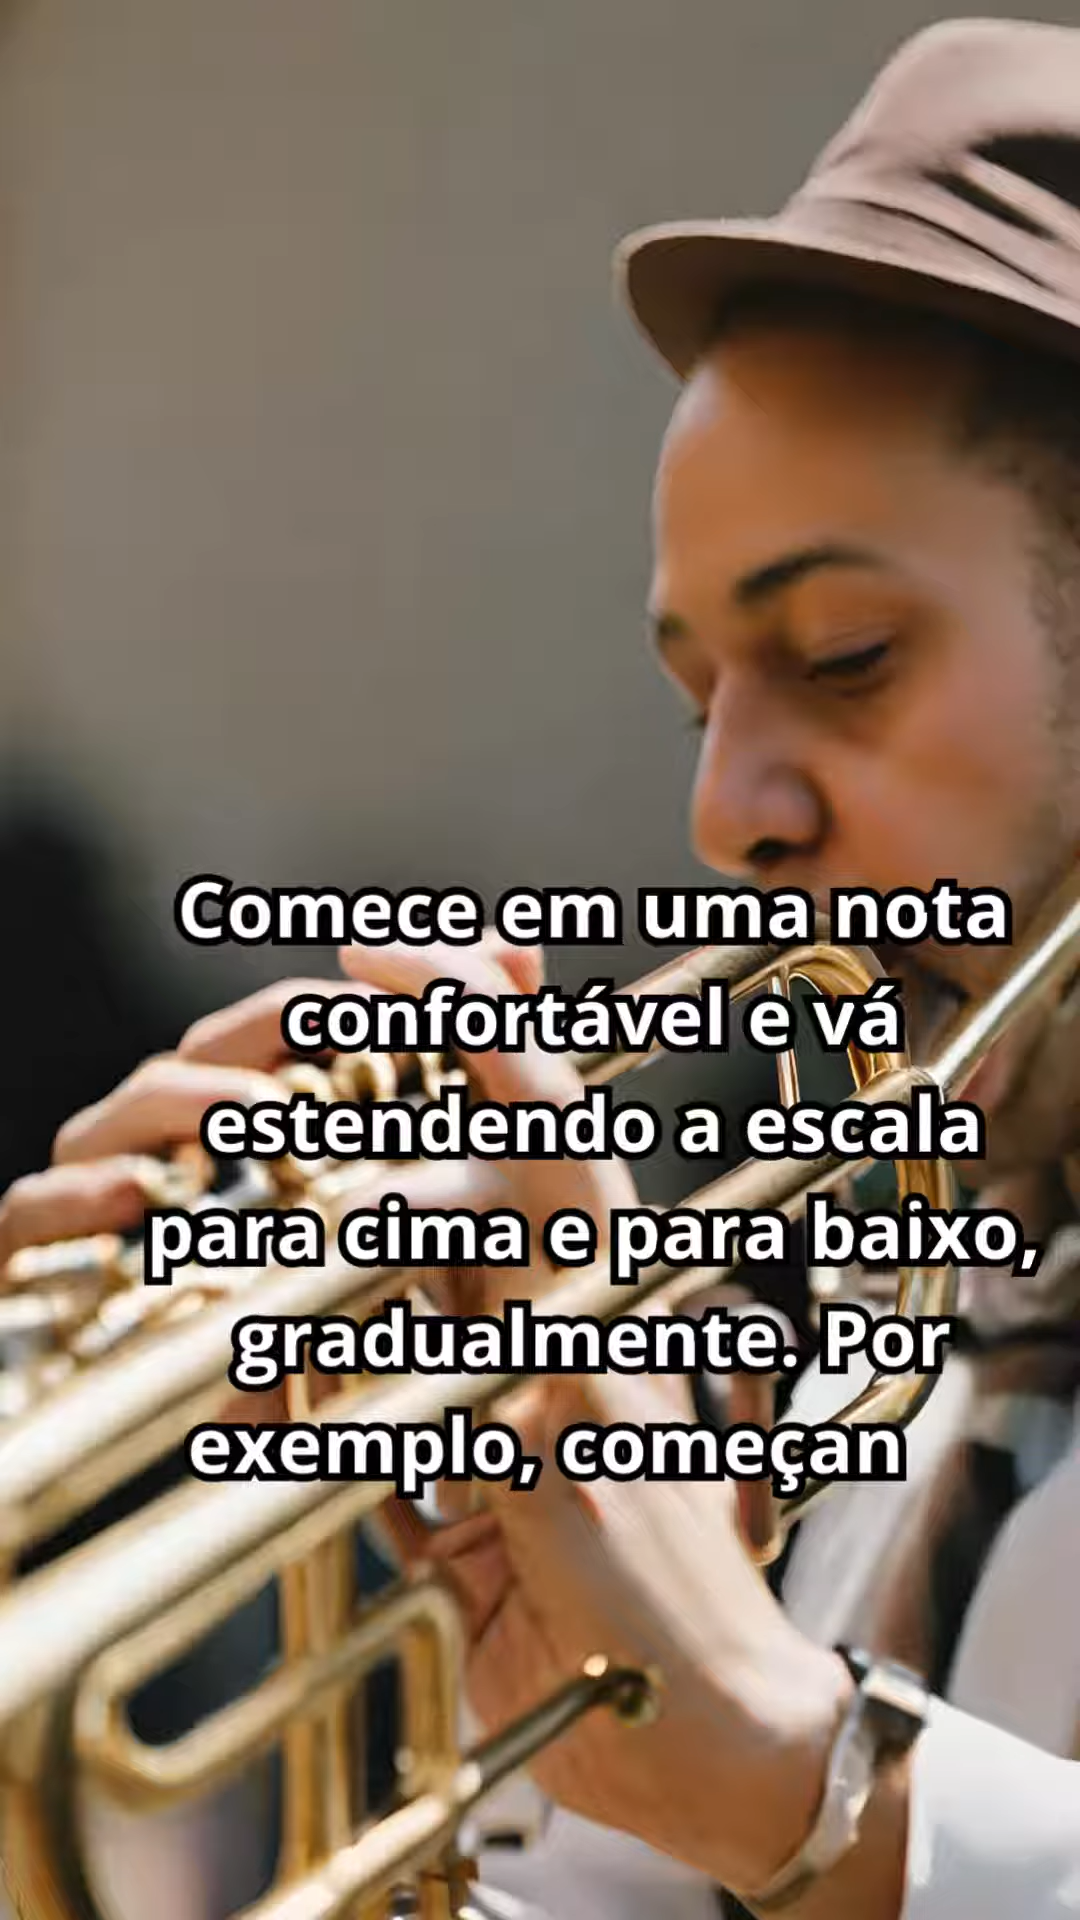 Comece em uma nota
confortável e vá
estendendo a escala
para cima e para baixo,
gradualmente. Por
exemplo, começan